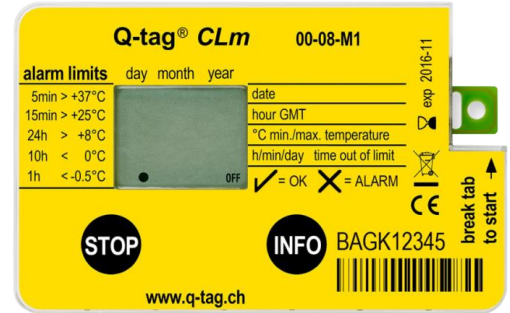 Q-tag® CLm 00-08-M1
alarm limits day month year
5min > +37°C
15min > +25°C
24h > +8°C
10h < 0°C
1h < -0.5°C
OFF
date
hour GMT
°C min./max. temperature
h/min/day time out of limit
✓ = OK ✗ = ALARM
exp 2016-11
CE
break tab
to start
STOP
INFO
BAGK12345
www.q-tag.ch